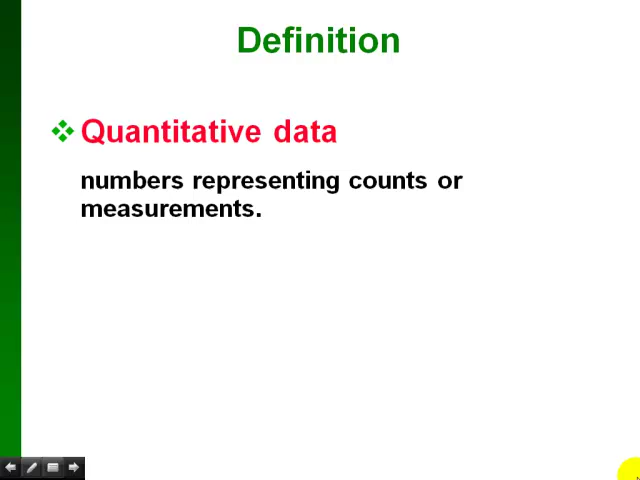 Definition
Quantitative data
numbers representing counts or
measurements.